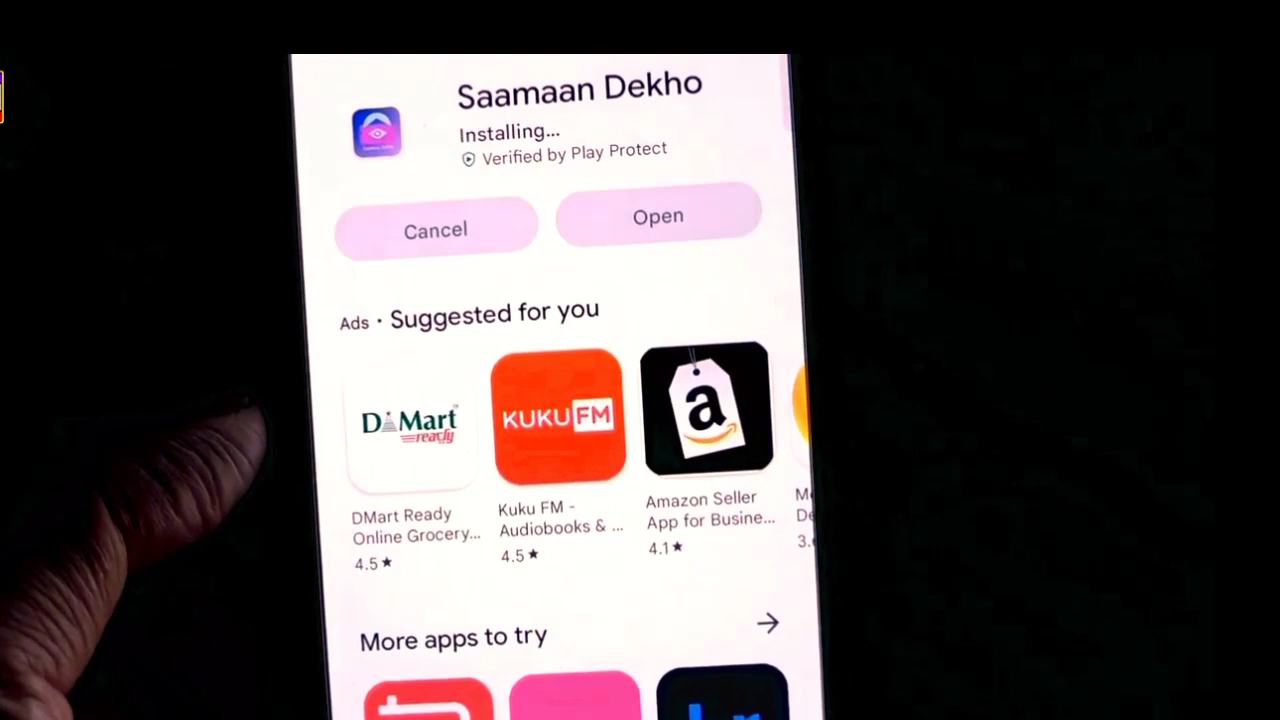 Saamaan Dekho
Installing...
Verified by Play Protect
Cancel
Open
Ads • Suggested for you
D Mart
ready
KUKU FM
a
DMart Ready
Online Grocery...
4.5★
Kuku FM -
Audiobooks & ...
4.5★
Amazon Seller
App for Busine...
4.1★
3.
More apps to try